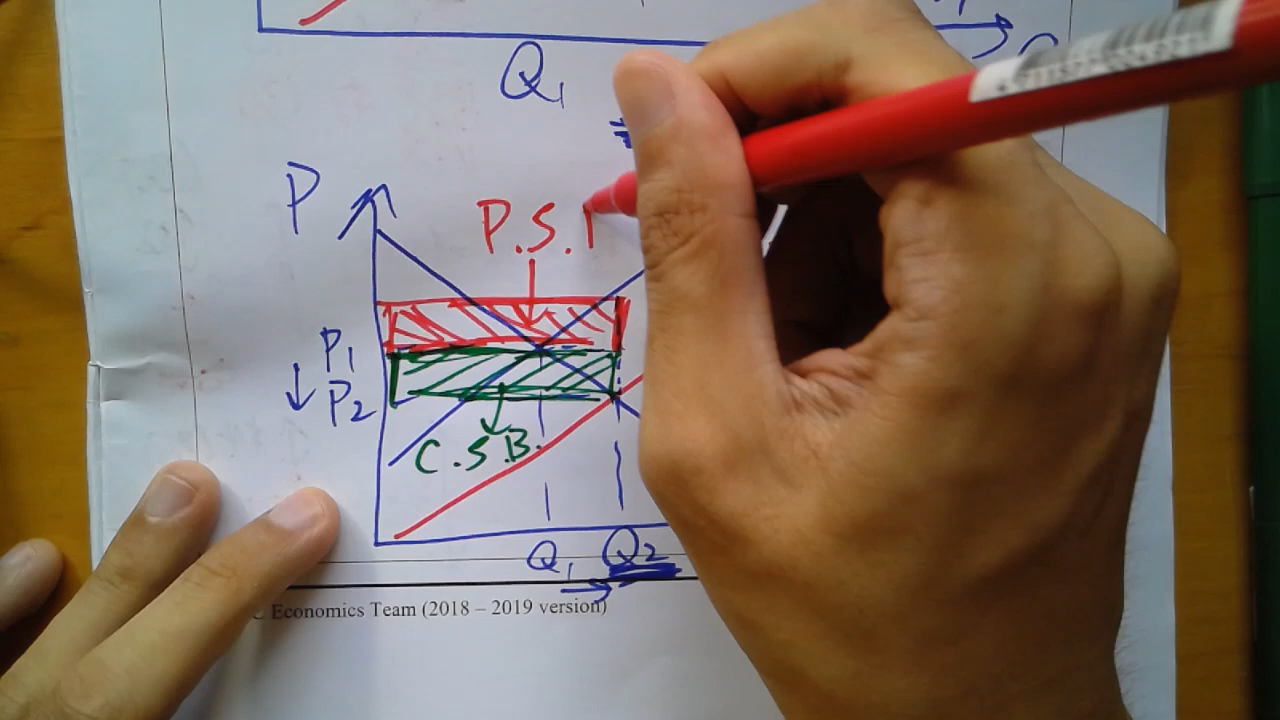 Q₁
P
P.S.
P₁
P₂
C.S.B.
Q₁ Q₂
Economics Team (2018 – 2019 version)